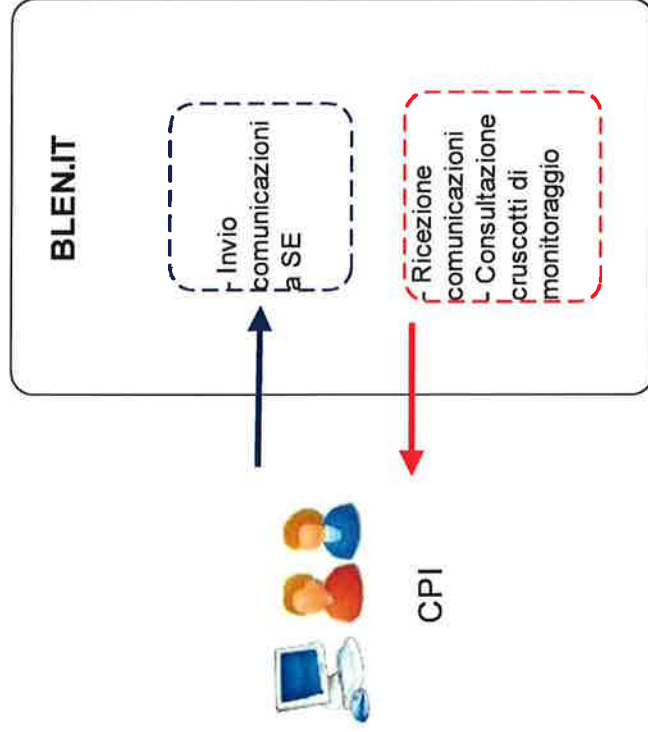 BLEN.IT
- Invio
comunicazioni
a SE
- Ricezione
comunicazioni
- Consultazione
cruscotti di
monitoraggio
CPI